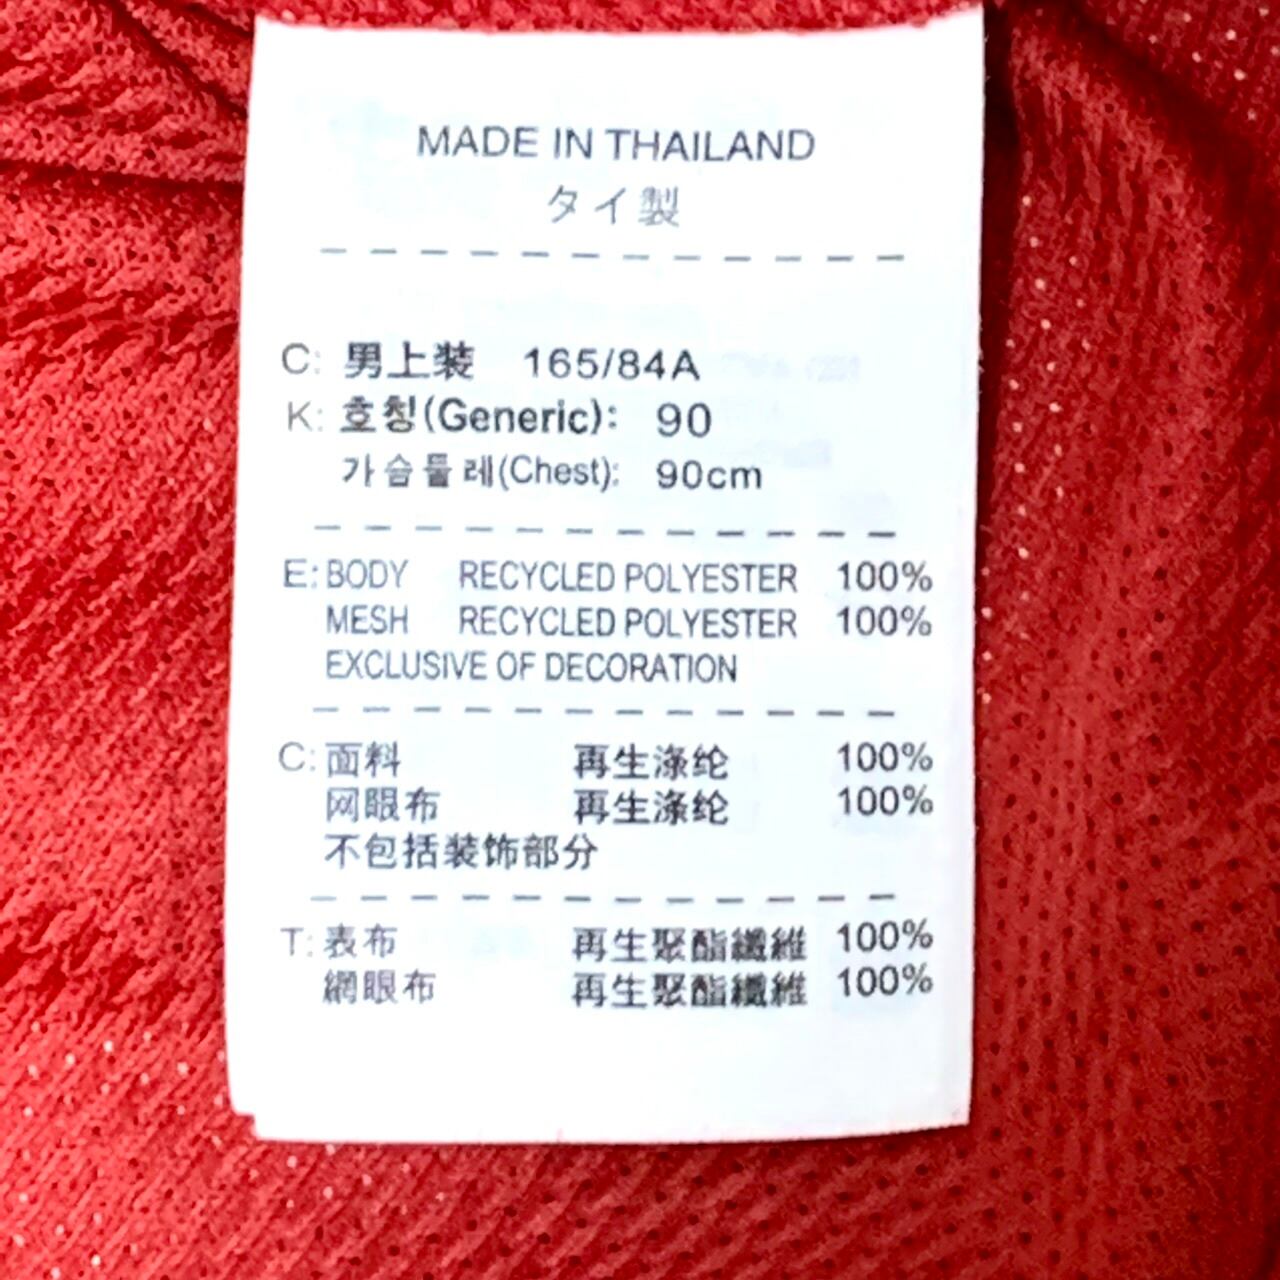 MADE IN THAILAND
タイ製
C: 男上装 165/84A
K: 호칭(Generic): 90
가슴둘레(Chest): 90cm
E: BODY RECYCLED POLYESTER 100%
MESH RECYCLED POLYESTER 100%
EXCLUSIVE OF DECORATION
C: 面料 再生涤纶 100%
网眼布 再生涤纶 100%
不包括装饰部分
T: 表布 再生聚酯纖維 100%
網眼布 再生聚酯纖維 100%